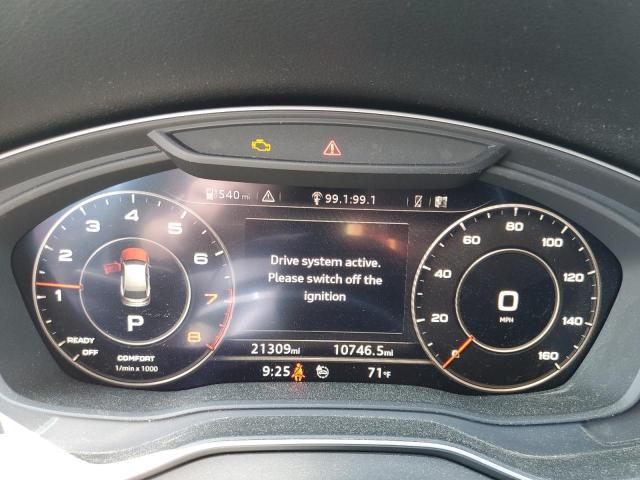 540 mi
99.1:99.1
Drive system active.
Please switch off the
ignition
1
2
3
4
5
6
7
8
P
READY
OFF
COMFORT
1/min x 1000
20
40
60
80
100
120
140
160
0
MPH
21309mi
10746.5mi
9:25
71°F